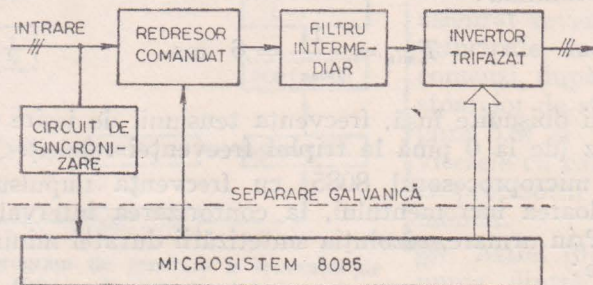 INTRARE
REDRESOR
COMANDAT
FILTRU
INTERME-
DIAR
INVERTOR
TRIFAZAT
CIRCUIT DE
SINCRONI-
ZARE
SEPARARE GALVANICĂ
MICROSISTEM 8085